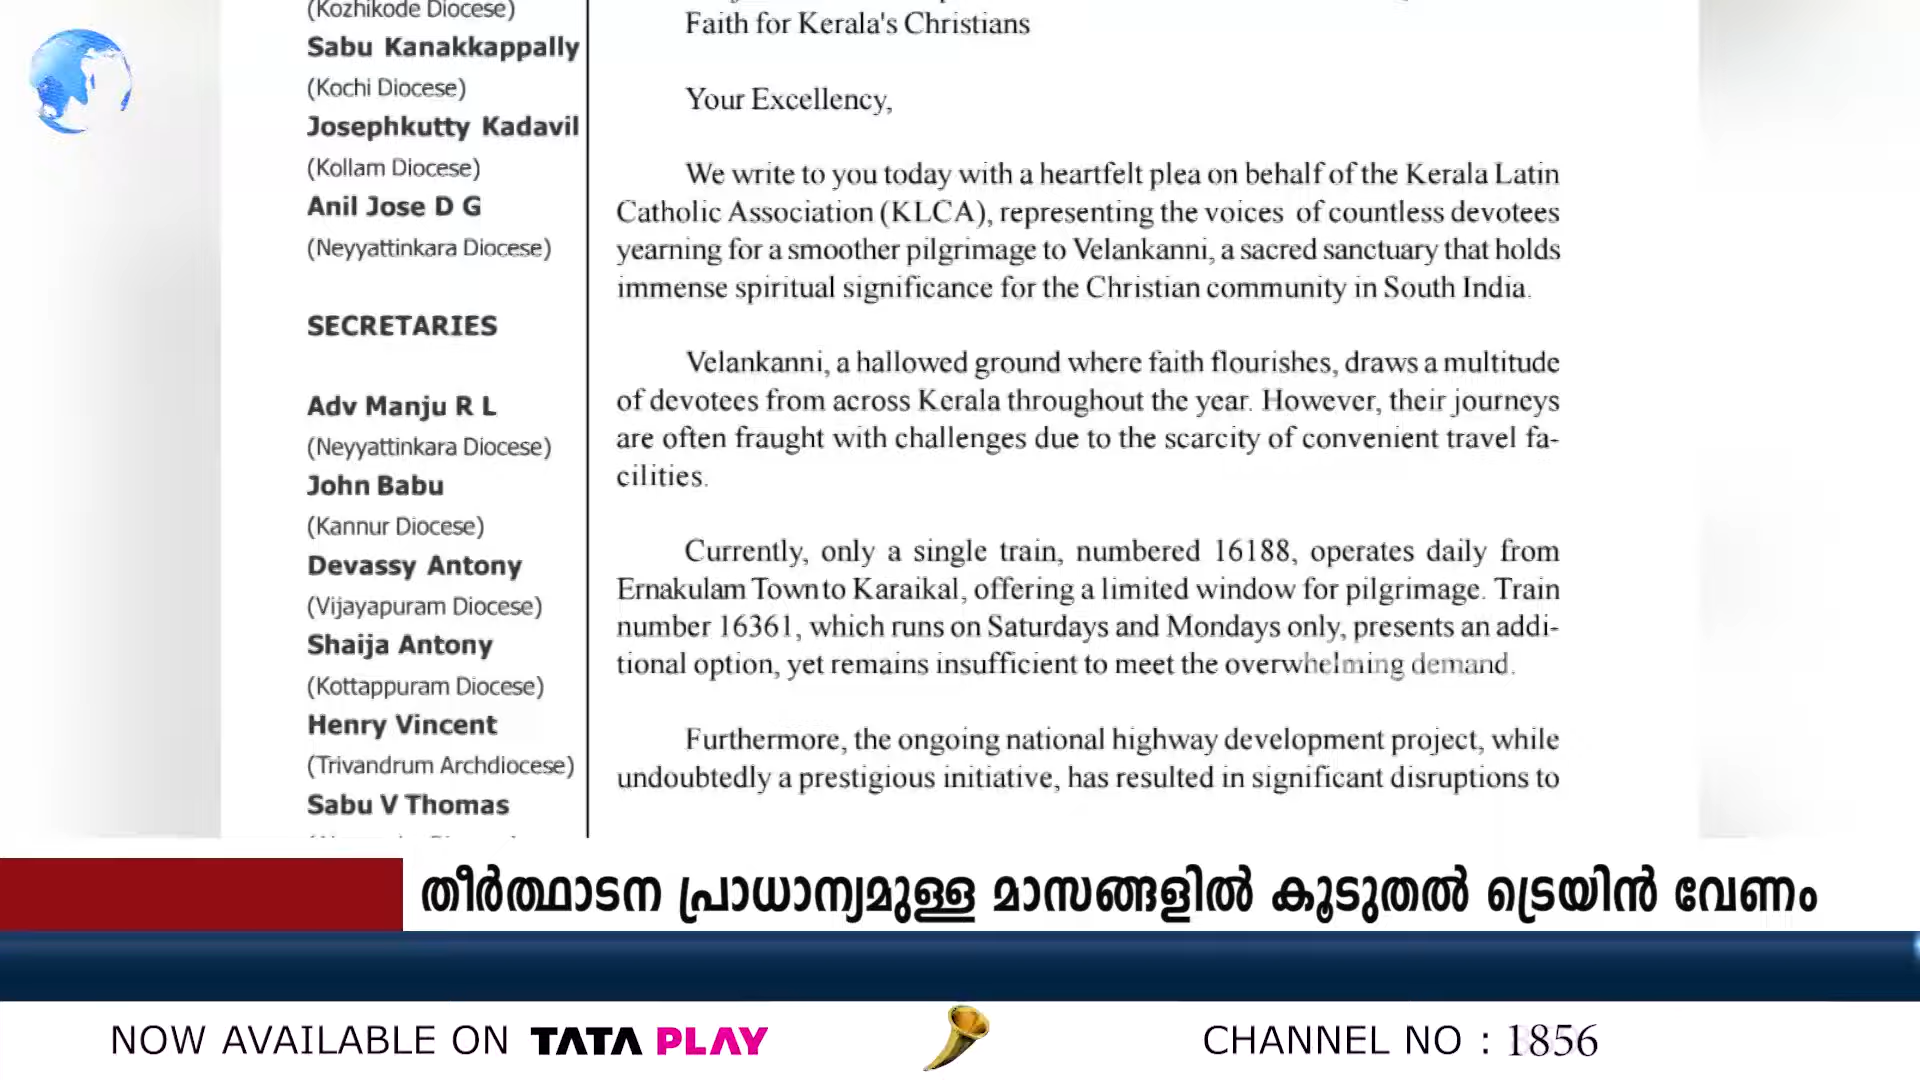 (Kozhikode Diocese)
Sabu Kanakkappally
(Kochi Diocese)
Josephkutty Kadavil
(Kollam Diocese)
Anil Jose D G
(Neyyattinkara Diocese)
SECRETARIES
Adv Manju R L
(Neyyattinkara Diocese)
John Babu
(Kannur Diocese)
Devassy Antony
(Vijayapuram Diocese)
Shaija Antony
(Kottappuram Diocese)
Henry Vincent
(Trivandrum Archdiocese)
Sabu V Thomas
Faith for Kerala's Christians
Your Excellency,
We write to you today with a heartfelt plea on behalf of the Kerala Latin
Catholic Association (KLCA), representing the voices of countless devotees
yearning for a smoother pilgrimage to Velankanni, a sacred sanctuary that holds
immense spiritual significance for the Christian community in South India.
Velankanni, a hallowed ground where faith flourishes, draws a multitude
of devotees from across Kerala throughout the year. However, their journeys
are often fraught with challenges due to the scarcity of convenient travel fa-
cilities.
Currently, only a single train, numbered 16188, operates daily from
Ernakulam Town to Karaikal, offering a limited window for pilgrimage. Train
number 16361, which runs on Saturdays and Mondays only, presents an addi-
tional option, yet remains insufficient to meet the overwhelming demand.
Furthermore, the ongoing national highway development project, while
undoubtedly a prestigious initiative, has resulted in significant disruptions to
തീർത്ഥാടന പ്രാധാന്യമുള്ള മാസങ്ങളിൽ കൂടുതൽ ട്രെയിൻ വേണം
NOW AVAILABLE ON TATA PLAY
CHANNEL NO : 1856